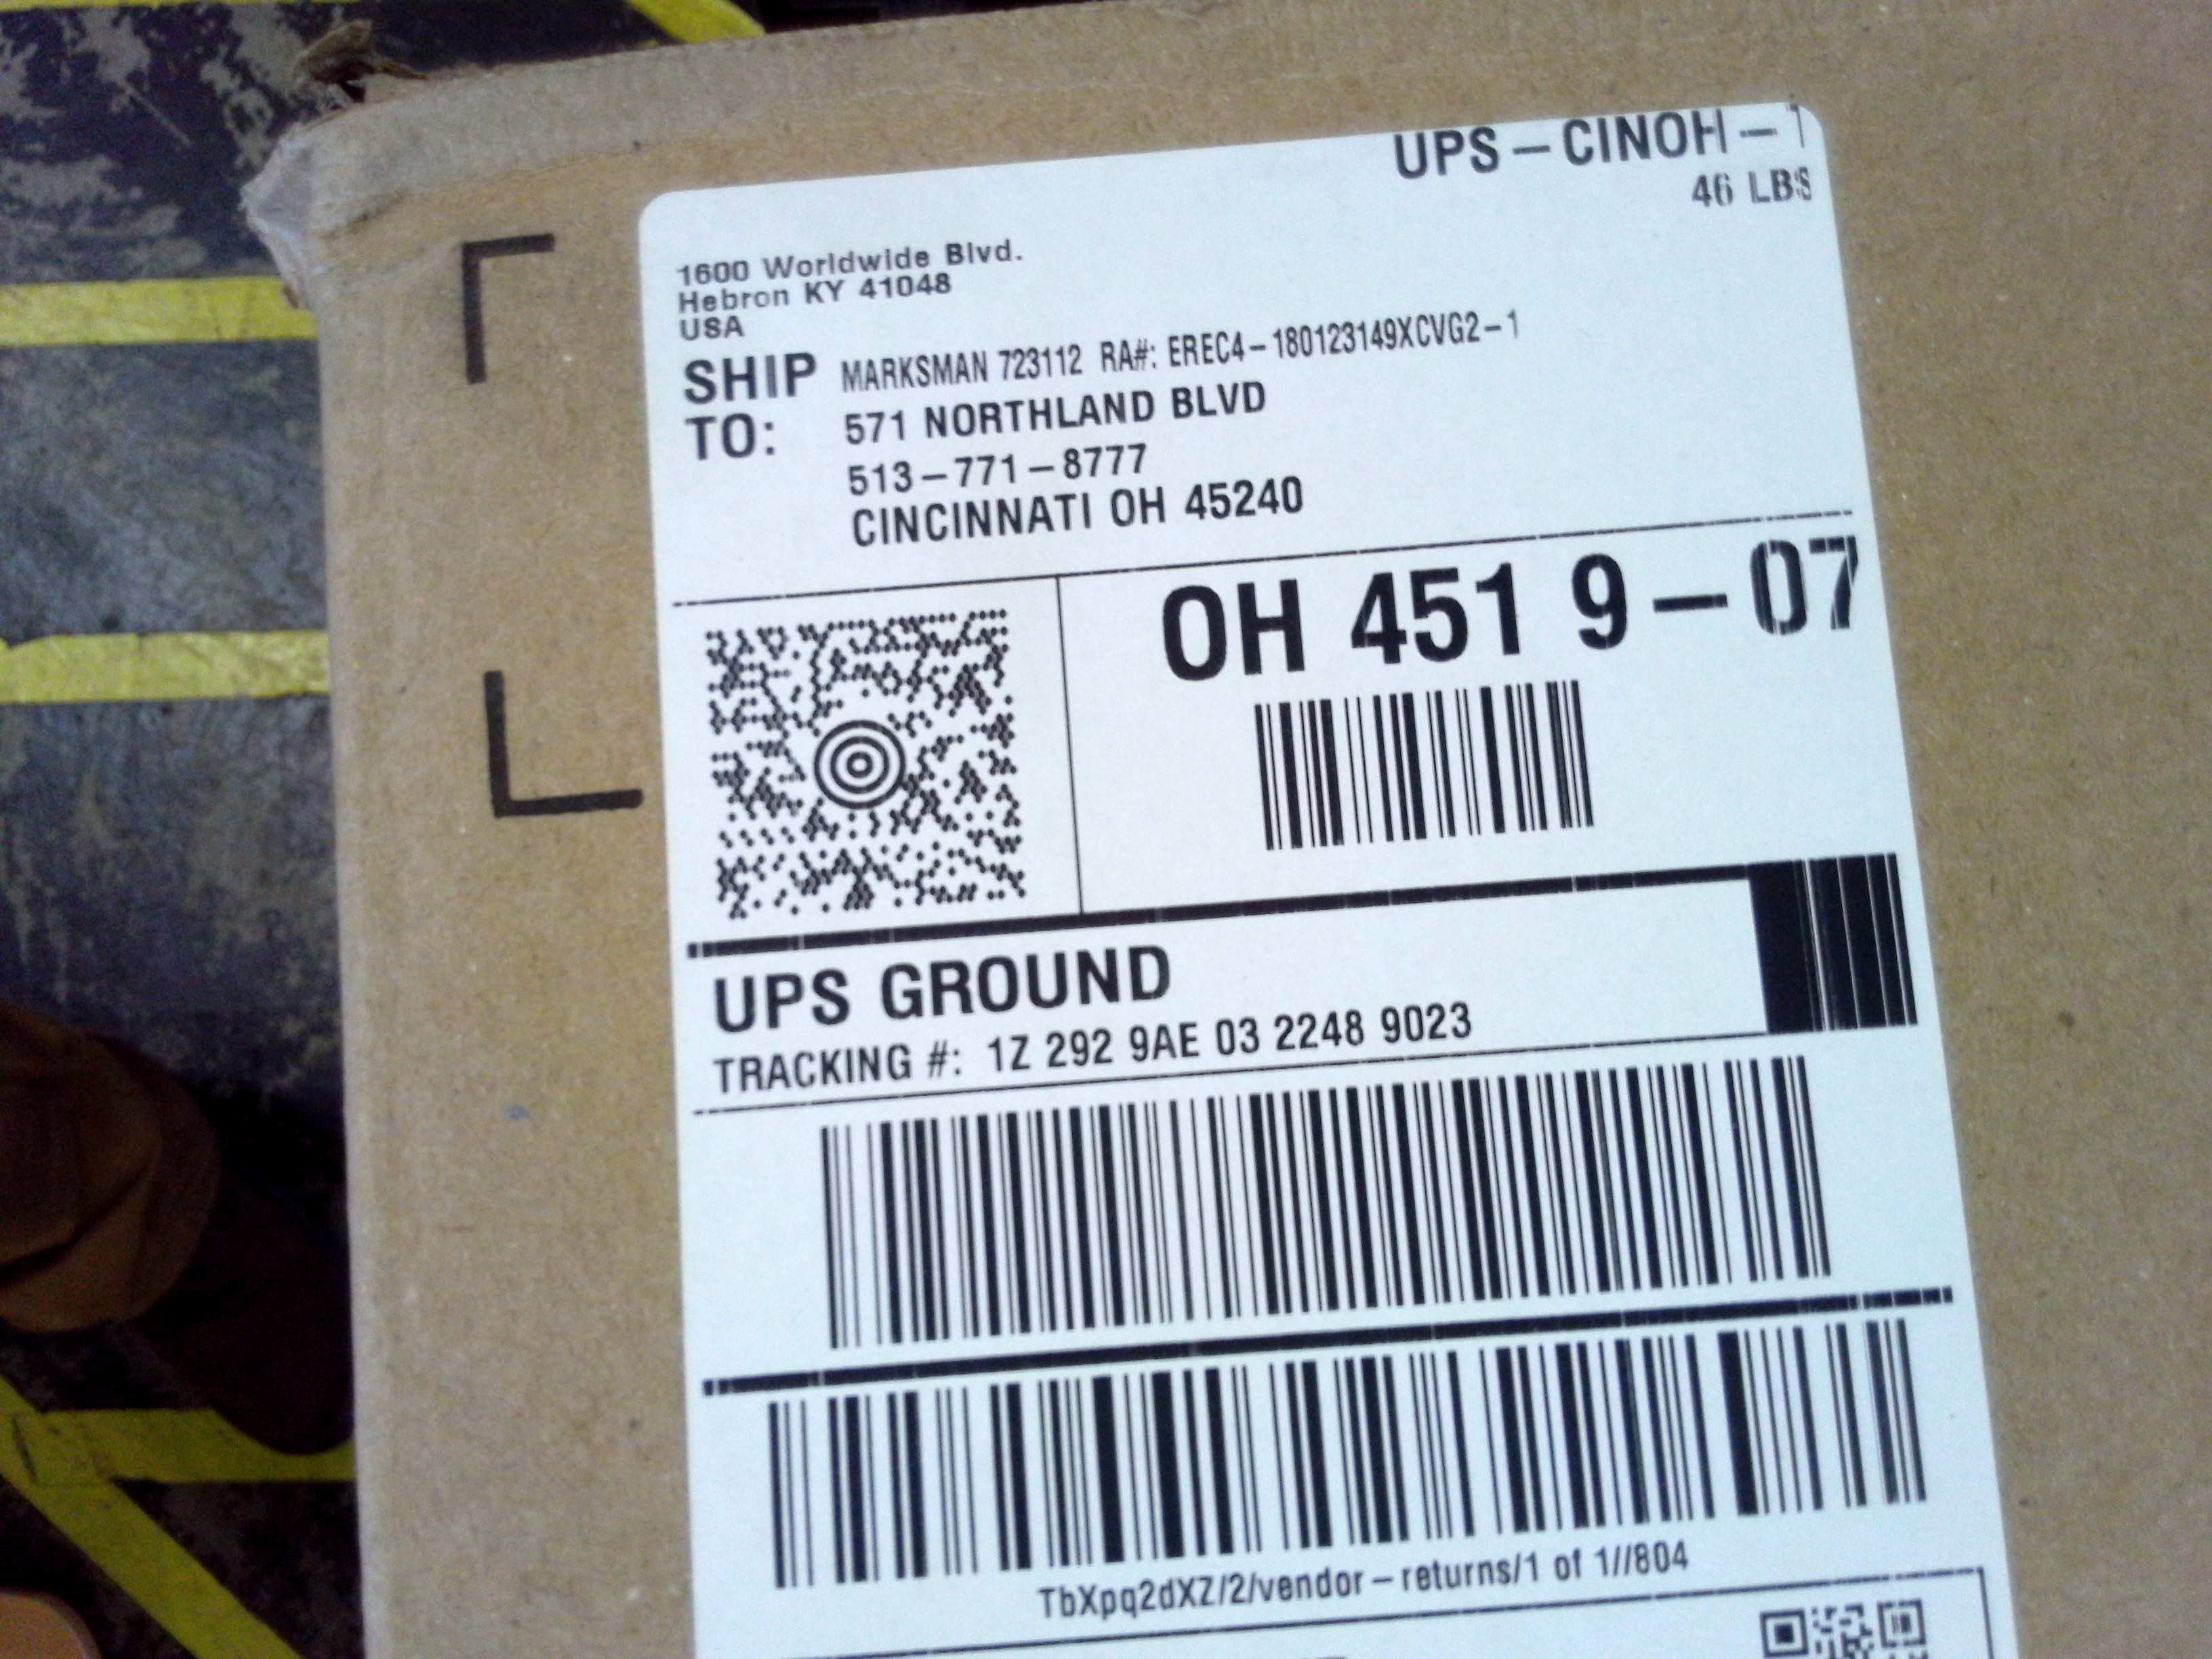 UPS – CINOH – 1
46 LBS
1600 Worldwide Blvd.
Hebron KY 41048
USA
SHIP TO: MARKSMAN 723112 RA#: EREC4-180123149XCVG2-1
571 NORTHLAND BLVD
513-771-8777
CINCINNATI OH 45240
OH 451 9-07
UPS GROUND
TRACKING #: 1Z 292 9AE 03 2248 9023
TbXpq2dXZ/2/vendor-returns/1 of 1//804